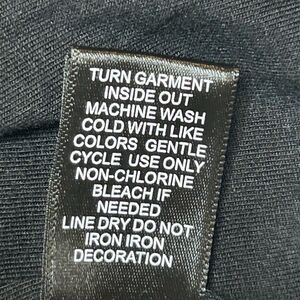 TURN GARMENT
INSIDE OUT
MACHINE WASH
COLD WITH LIKE
COLORS GENTLE
CYCLE USE ONLY
NON-CHLORINE
BLEACH IF
NEEDED
LINE DRY DO NOT
IRON IRON
DECORATION